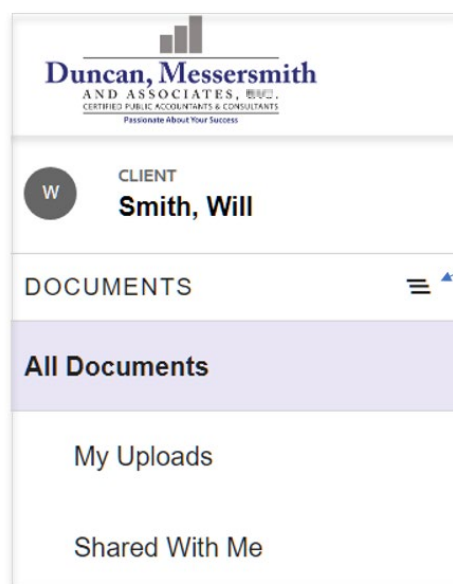 Duncan, Messersmith
AND ASSOCIATES,
CERTIFIED PUBLIC ACCOUNTANTS & CONSULTANTS
Passionate About Your Success
W
CLIENT
Smith, Will
DOCUMENTS
All Documents
My Uploads
Shared With Me